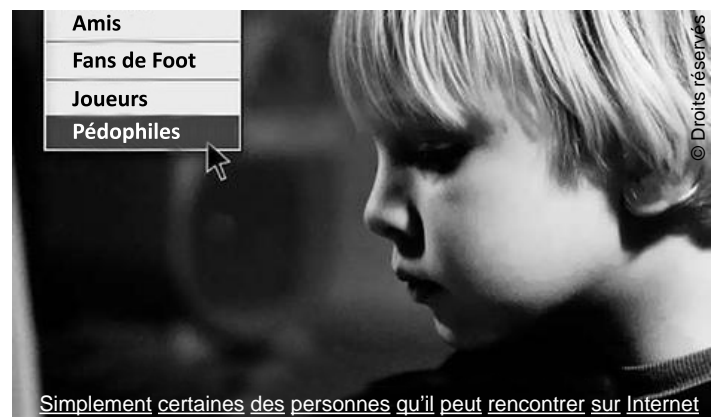 Amis
Fans de Foot
Joueurs
Pédophiles
© Droits réservés
Simplement certaines des personnes qu'il peut rencontrer sur Internet